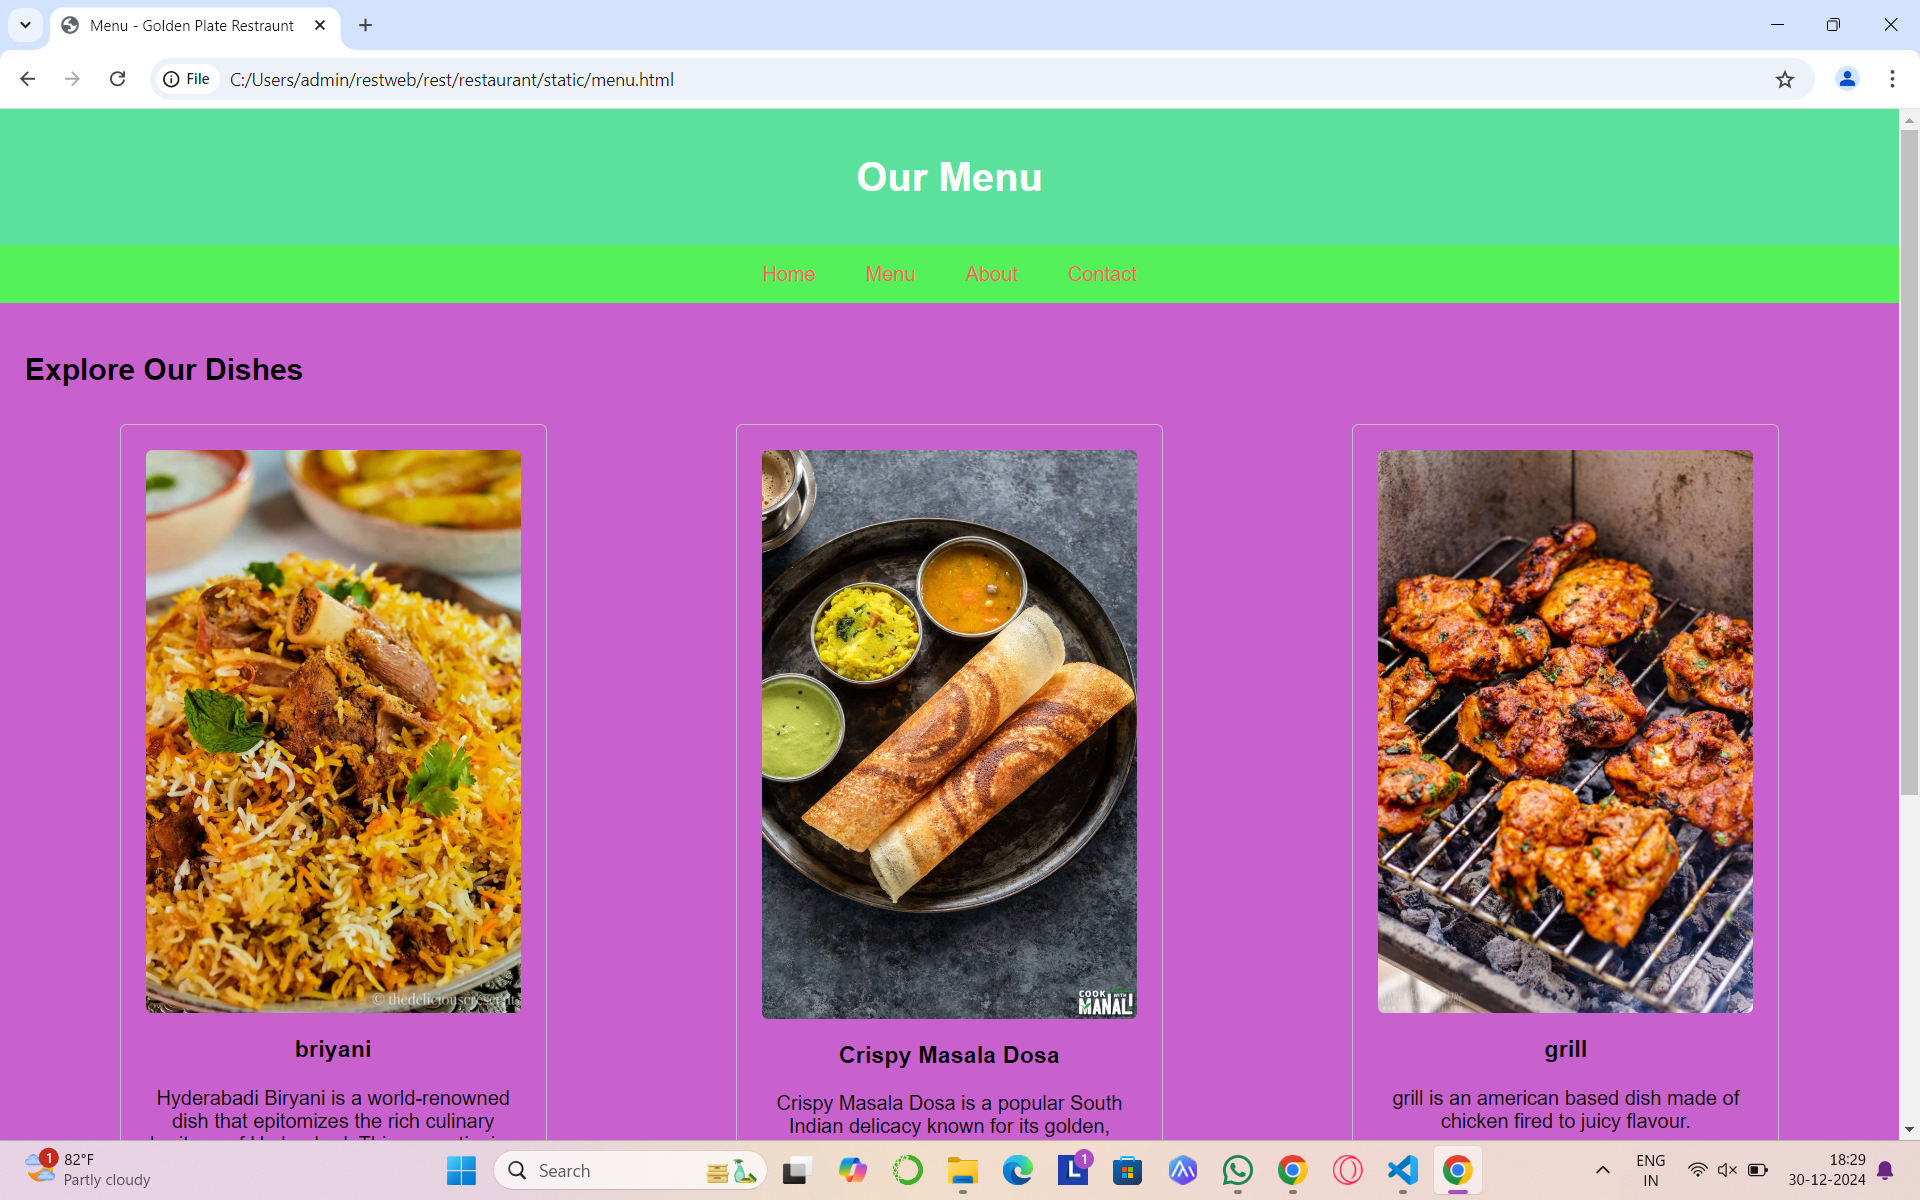 Menu - Golden Plate Restraunt
File
C:/Users/admin/restweb/rest/restaurant/static/menu.html
Our Menu
Home Menu About Contact
Explore Our Dishes
© thedeliciouscrescent
COOK WITH
MANALI
briyani
Hyderabadi Biryani is a world-renowned
dish that epitomizes the rich culinary
Crispy Masala Dosa
Crispy Masala Dosa is a popular South
Indian delicacy known for its golden,
grill
grill is an american based dish made of
chicken fired to juicy flavour.
1
82°F
Partly cloudy
Search
L
1
ENG
IN
18:29
30-12-2024